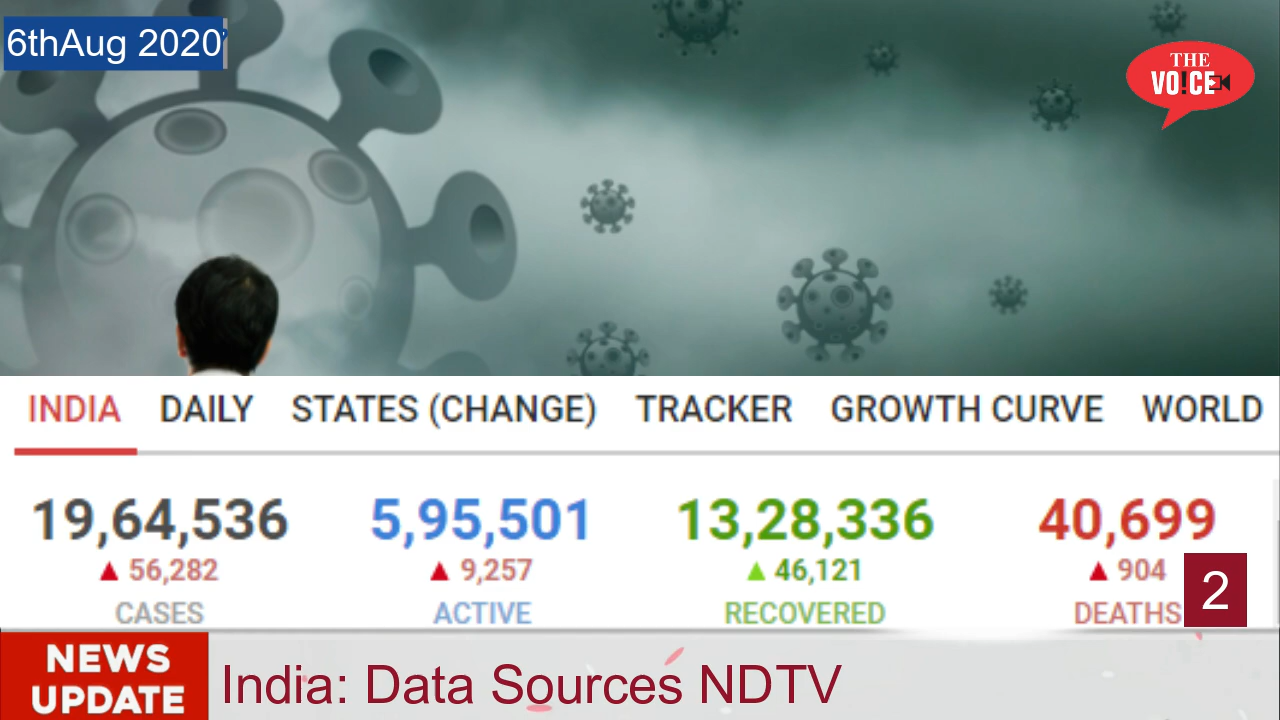 6thAug 2020
THE
VO!CE
INDIA DAILY STATES (CHANGE) TRACKER GROWTH CURVE WORLD
19,64,536 5,95,501 13,28,336 40,699
▲ 56,282 ▲ 9,257 ▲ 46,121 ▲ 904
CASES ACTIVE RECOVERED DEATHS
2
NEWS
UPDATE
India: Data Sources NDTV